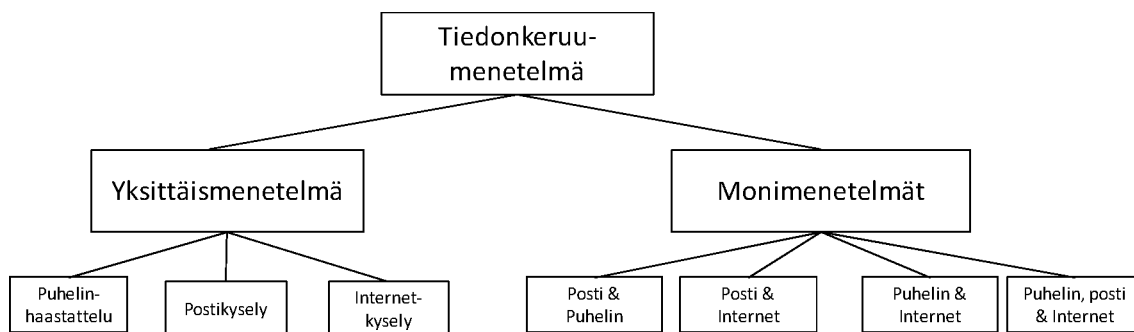 Tiedonkeruu-
menetelmä
Yksittäismenetelmä
Monimenetelmät
Puhelin-
haastattelu
Postikysely
Internet-
kysely
Posti &
Puhelin
Posti &
Internet
Puhelin &
Internet
Puhelin, posti
& Internet